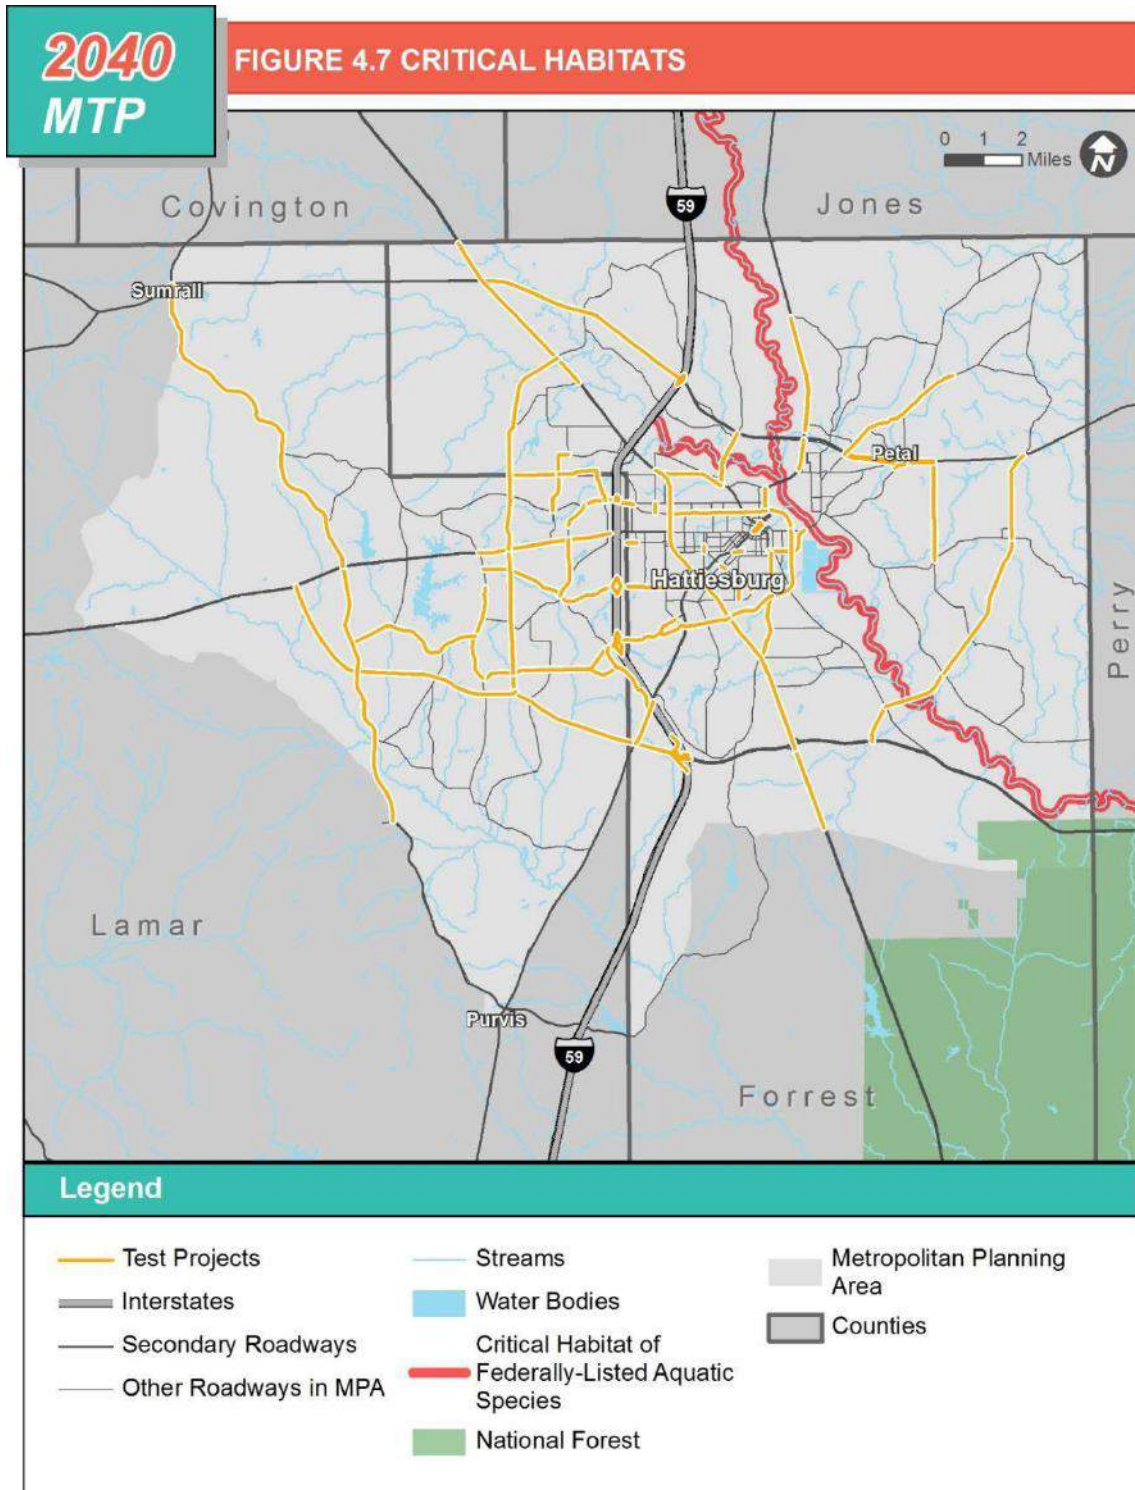 2040
MTP
FIGURE 4.7 CRITICAL HABITATS
0 1 2
Miles
N
Covington
59
Jones
Sumrall
Petal
Hattiesburg
Perry
Lamar
Purvis
59
Forrest
Legend
Test Projects
Interstates
Secondary Roadways
Other Roadways in MPA
Streams
Water Bodies
Critical Habitat of
Federally-Listed Aquatic
Species
National Forest
Metropolitan Planning
Area
Counties